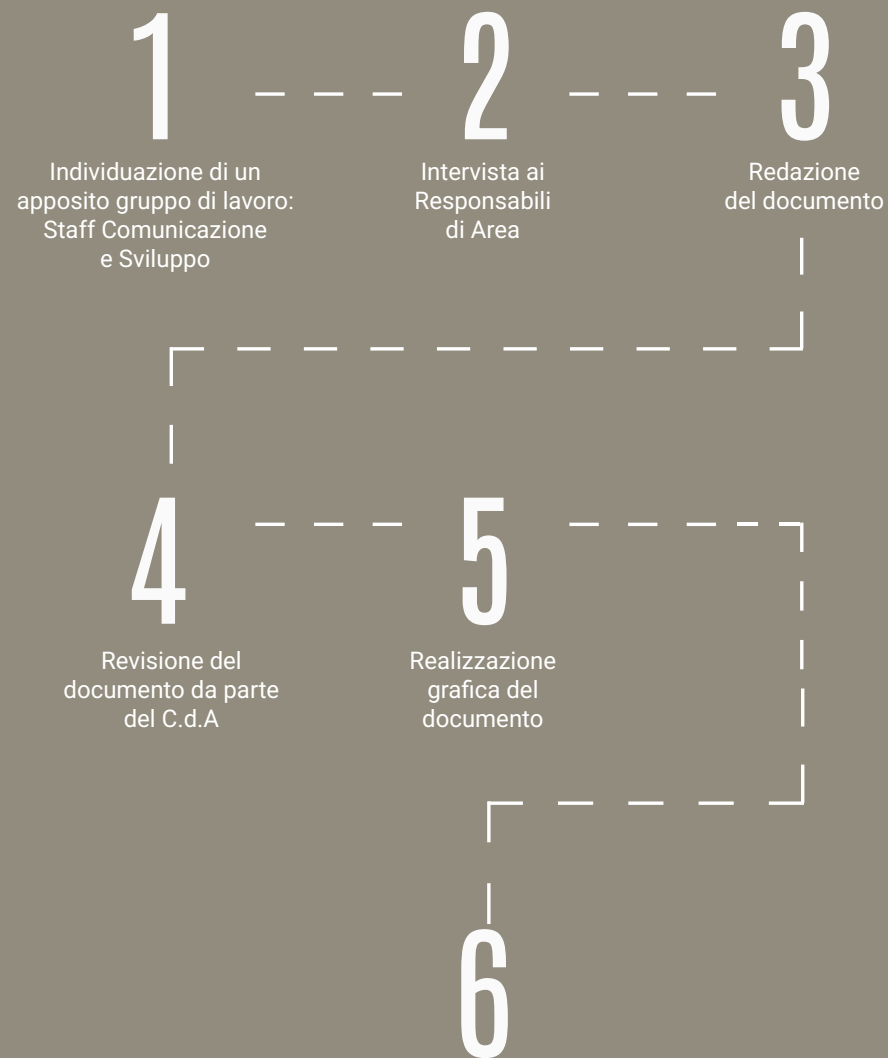 1
Individuazione di un
apposito gruppo di lavoro:
Staff Comunicazione
e Sviluppo
2
Intervista ai
Responsabili
di Area
3
Redazione
del documento
4
Revisione del
documento da parte
del C.d.A
5
Realizzazione
grafica del
documento
6